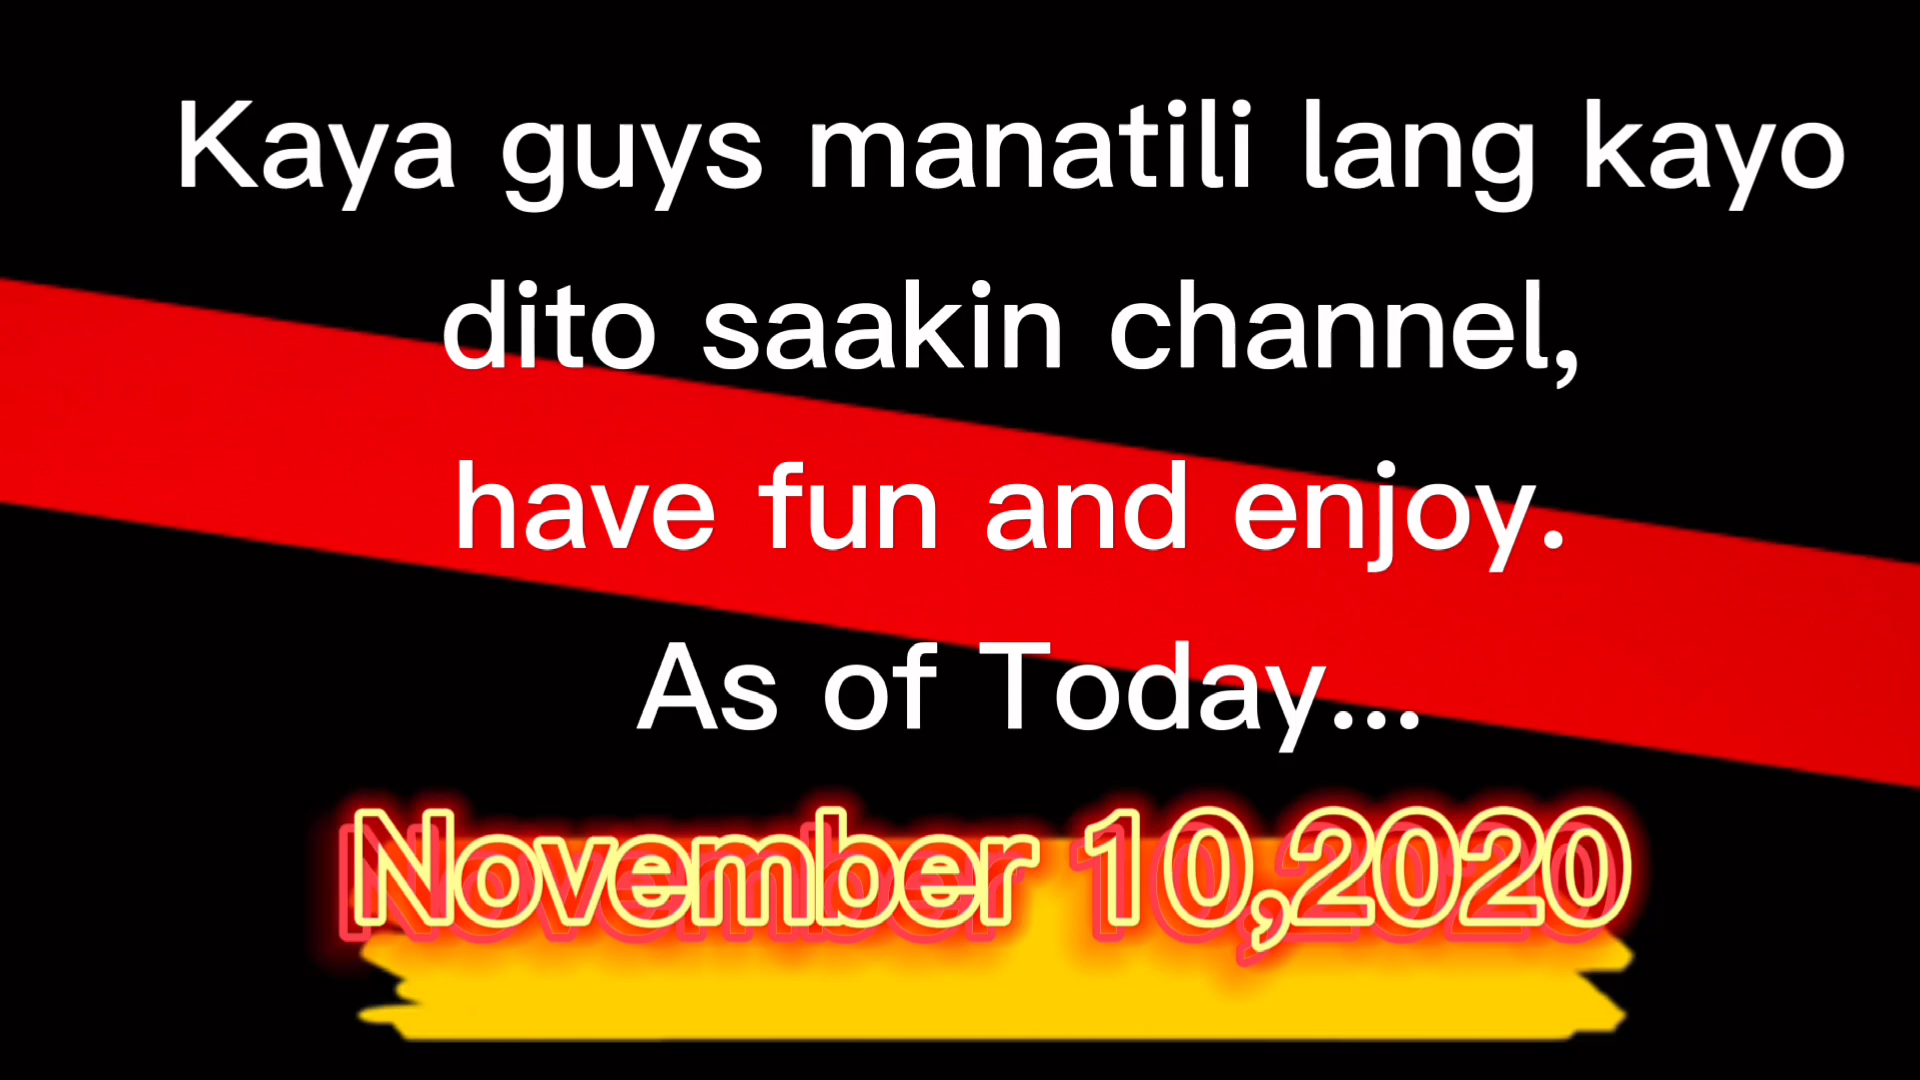 Kaya guys manatili lang kayo
dito saakin channel,
have fun and enjoy.
As of Today...
November 10,2020